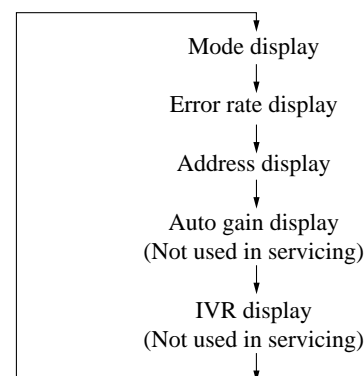 Mode display
Error rate display
Address display
Auto gain display
(Not used in servicing)
IVR display
(Not used in servicing)